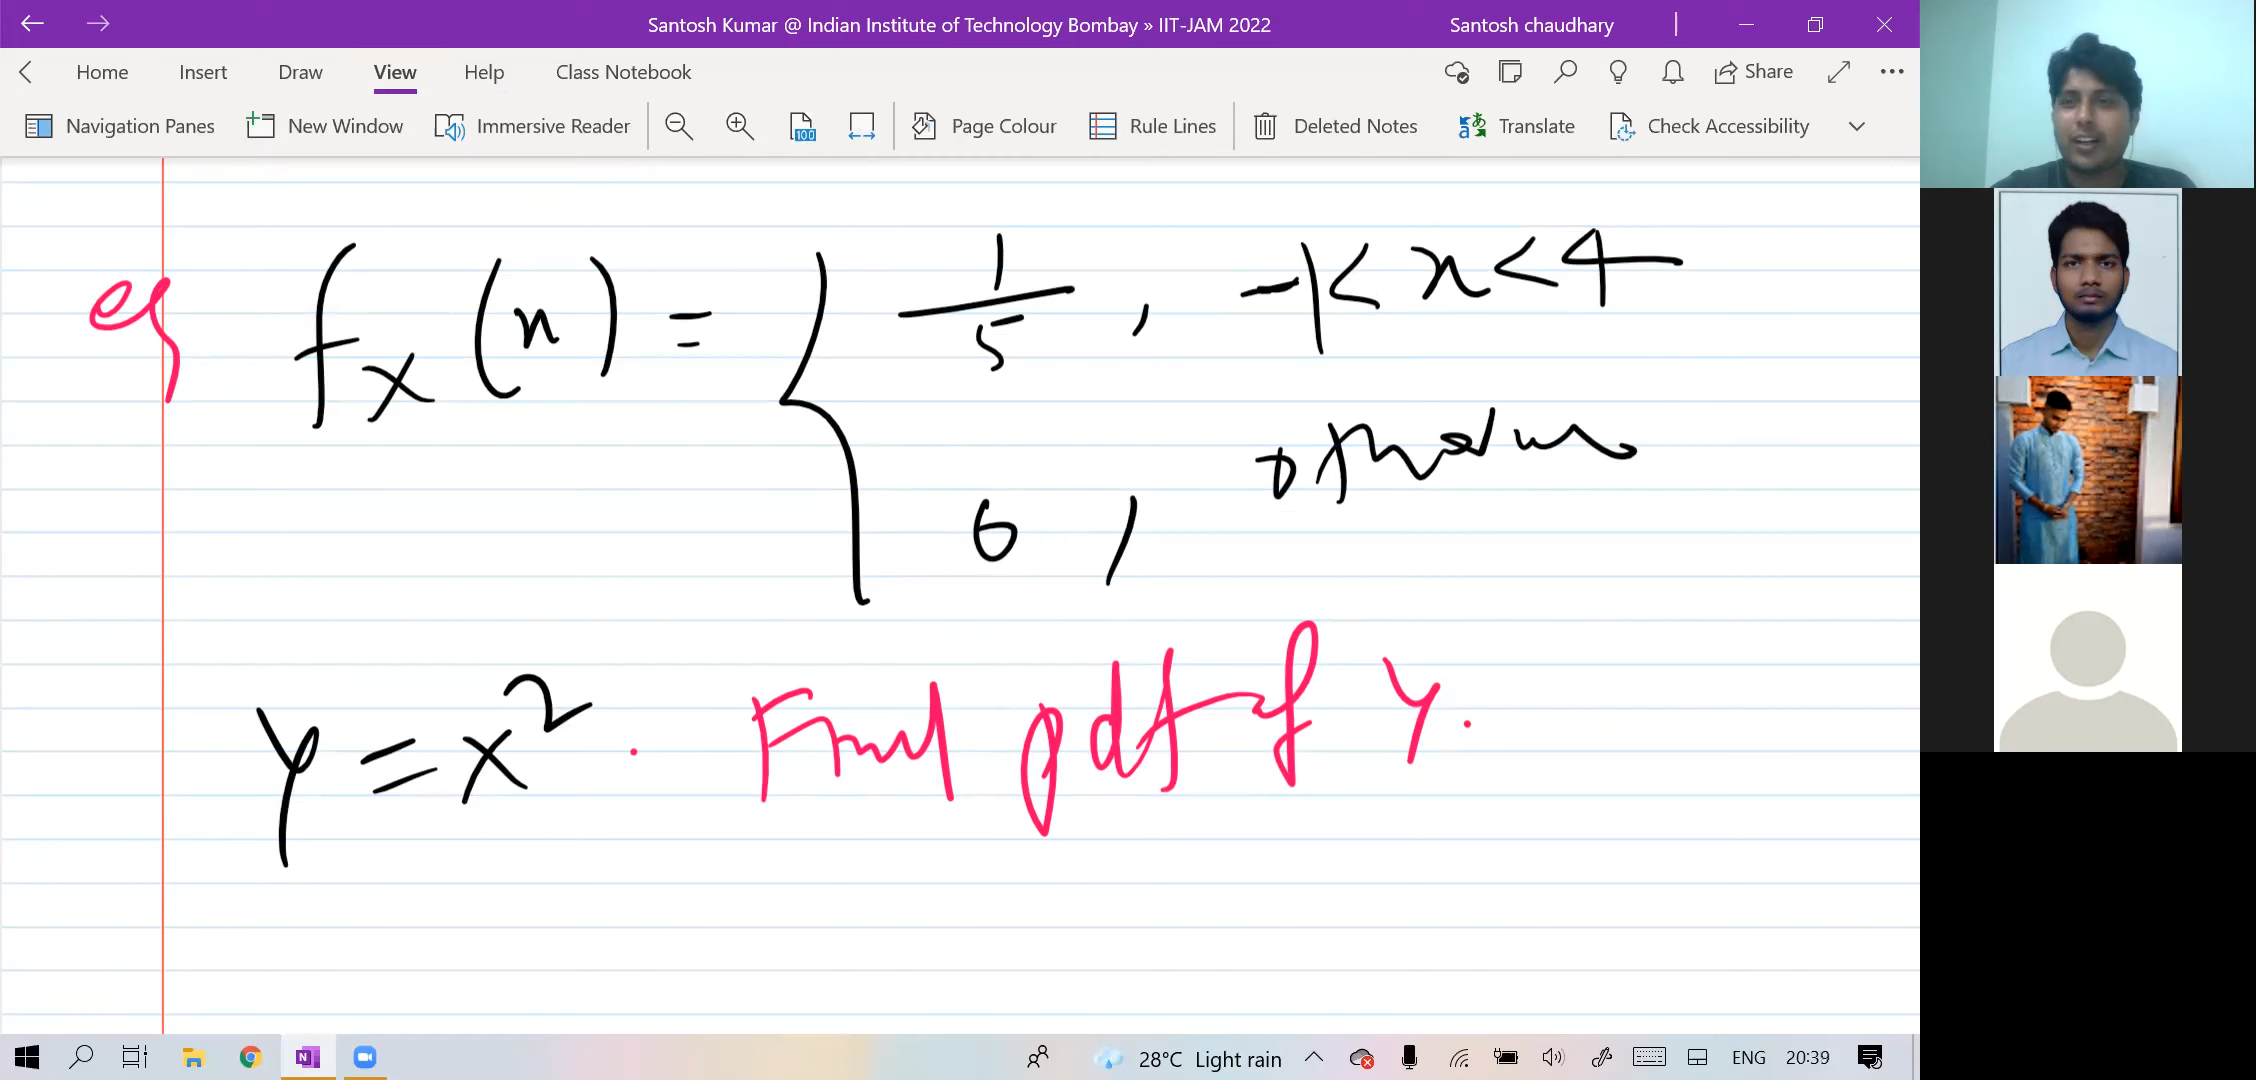 Santosh Kumar @ Indian Institute of Technology Bombay » IIT-JAM 2022 Santosh chaudhary
Home Insert Draw View Help Class Notebook Share
Navigation Panes New Window Immersive Reader 100 Page Colour Rule Lines Deleted Notes Translate Check Accessibility
eg f_X(x) = { 1/5 , -1 < x < 4
0 , otherwise
Y = X² . Find pdf of Y.
28°C Light rain ENG 20:39